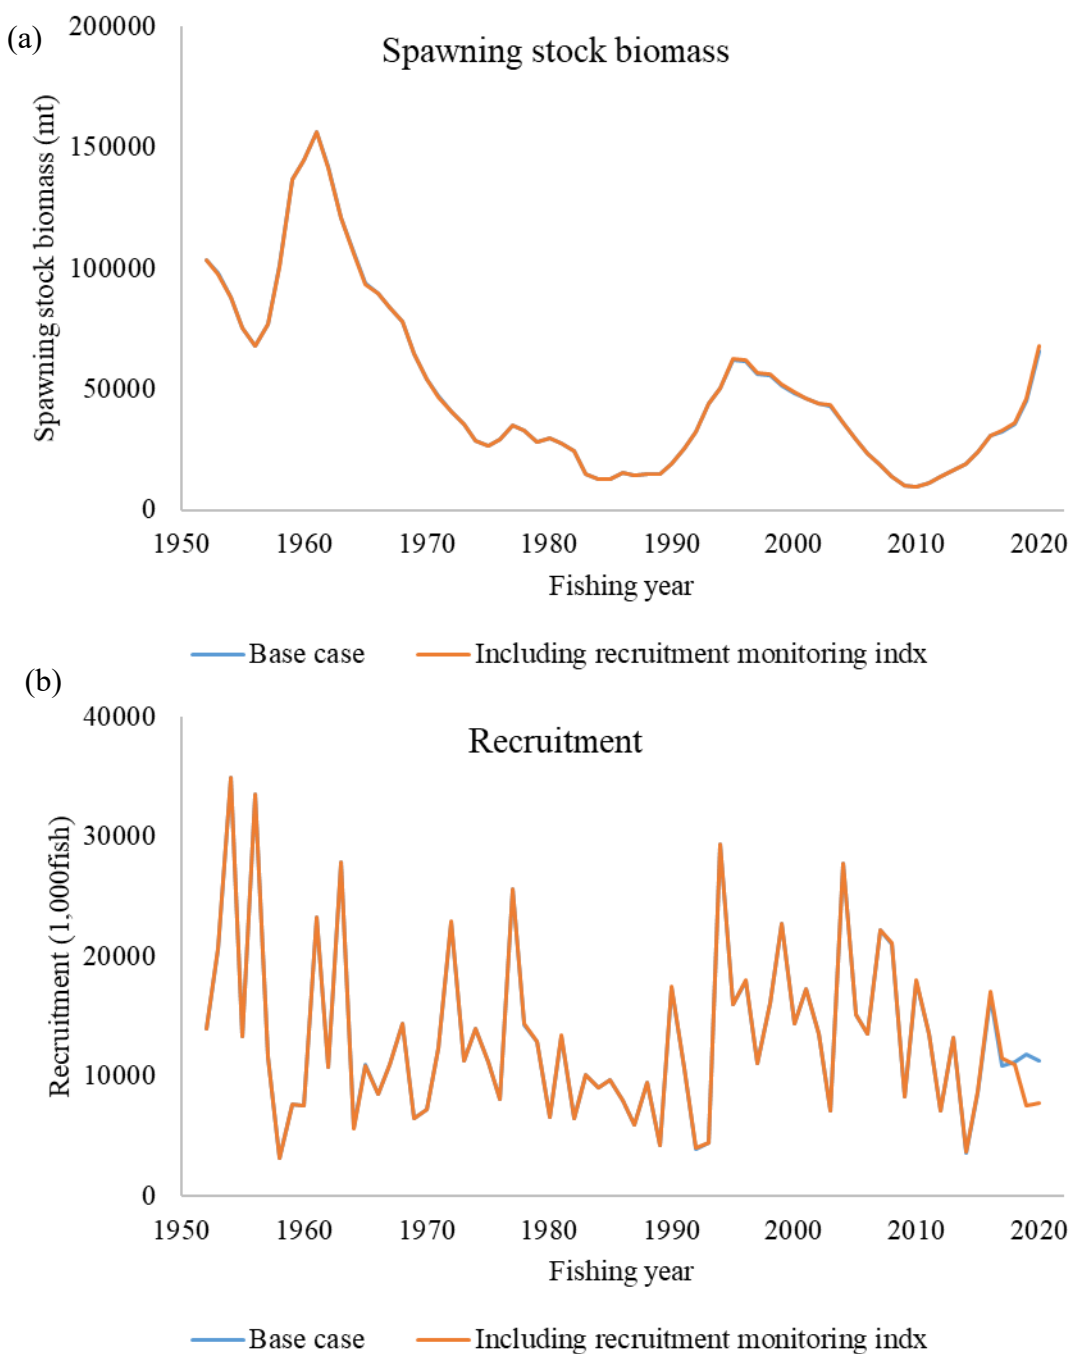 (a)
Spawning stock biomass
Spawning stock biomass (mt)
200000
150000
100000
50000
0
1950 1960 1970 1980 1990 2000 2010 2020
Fishing year
Base case Including recruitment monitoring indx
(b)
Recruitment
Recruitment (1,000fish)
40000
30000
20000
10000
0
1950 1960 1970 1980 1990 2000 2010 2020
Fishing year
Base case Including recruitment monitoring indx